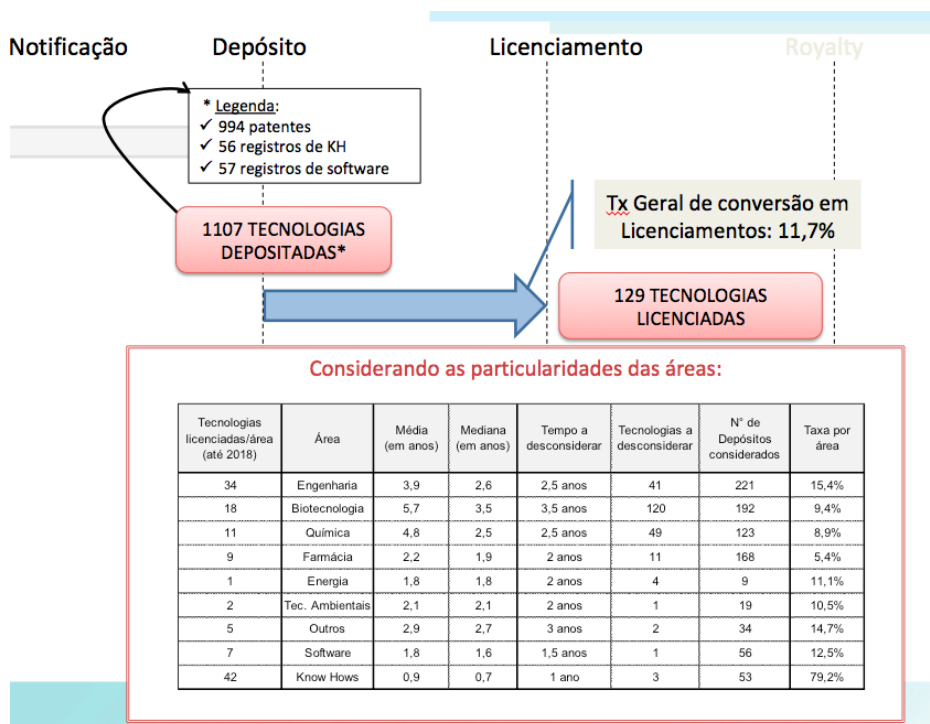 Notificação Depósito Licenciamento Royalty
* Legenda:
✓ 994 patentes
✓ 56 registros de KH
✓ 57 registros de software
1107 TECNOLOGIAS
DEPOSITADAS*
Tx Geral de conversão em
Licenciamentos: 11,7%
129 TECNOLOGIAS
LICENCIADAS
Considerando as particularidades das áreas:
Tecnologias licenciadas/área (até 2018) Área Média (em anos) Mediana (em anos) Tempo a desconsiderar Tecnologias a desconsiderar N° de Depósitos considerados Taxa por área
34 Engenharia 3,9 2,6 2,5 anos 41 221 15,4%
18 Biotecnologia 5,7 3,5 3,5 anos 120 192 9,4%
11 Química 4,8 2,5 2,5 anos 49 123 8,9%
9 Farmácia 2,2 1,9 2 anos 11 168 5,4%
1 Energia 1,8 1,8 2 anos 4 9 11,1%
2 Tec. Ambientais 2,1 2,1 2 anos 1 19 10,5%
5 Outros 2,9 2,7 3 anos 2 34 14,7%
7 Software 1,8 1,6 1,5 anos 1 56 12,5%
42 Know Hows 0,9 0,7 1 ano 3 53 79,2%